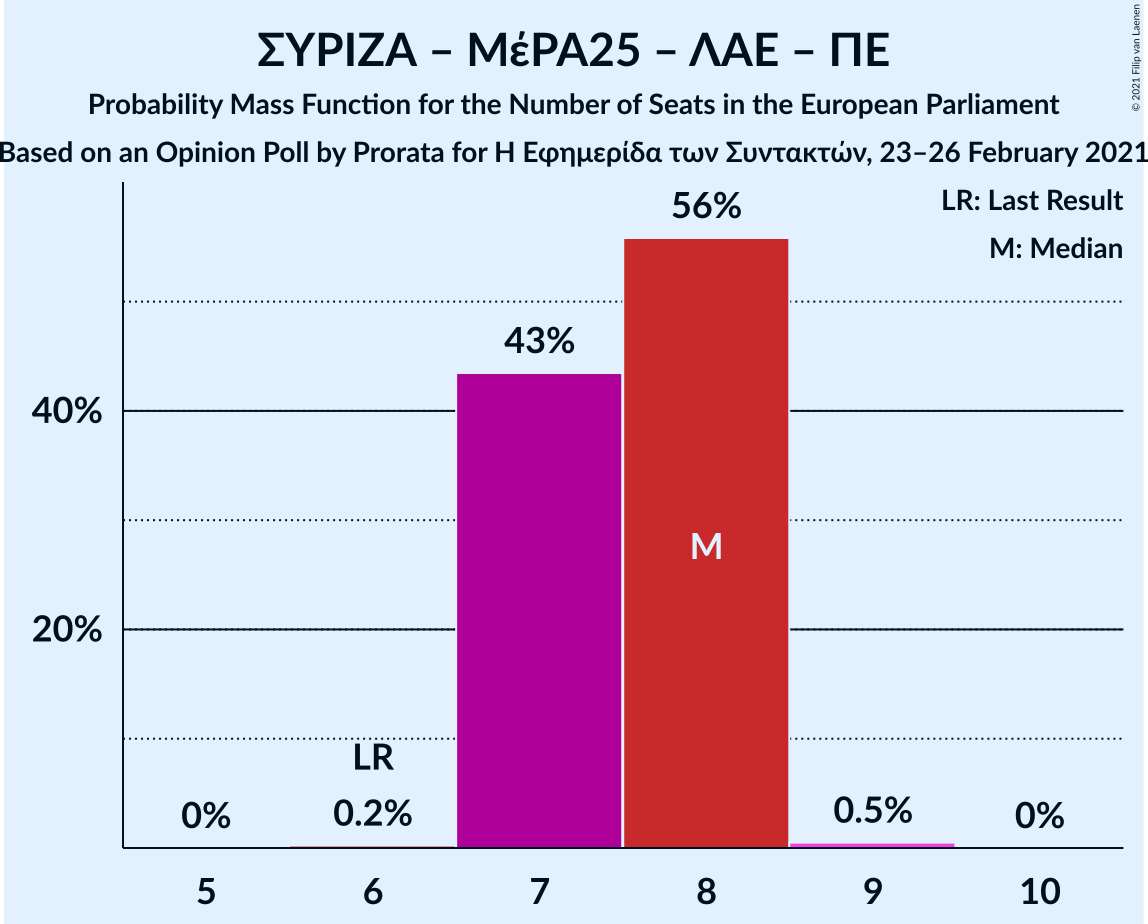 ΣΥΡΙΖΑ – ΜέΡΑ25 – ΛΑΕ – ΠΕ
Probability Mass Function for the Number of Seats in the European Parliament
Based on an Opinion Poll by Prorata for Η Εφημερίδα των Συντακτών, 23–26 February 2021
© 2021 Filip van Laenen
LR: Last Result
M: Median
56%
43%
40%
M
20%
LR
0%
0.2%
0.5%
0%
5
6
7
8
9
10